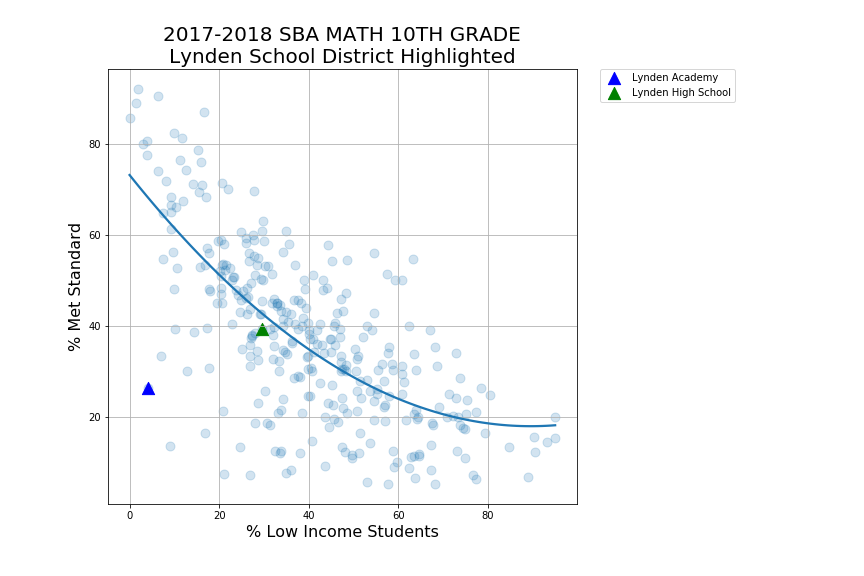 2017-2018 SBA MATH 10TH GRADE
Lynden School District Highlighted
Lynden Academy
Lynden High School
% Met Standard
80
60
40
20
0
20
40
60
80
% Low Income Students